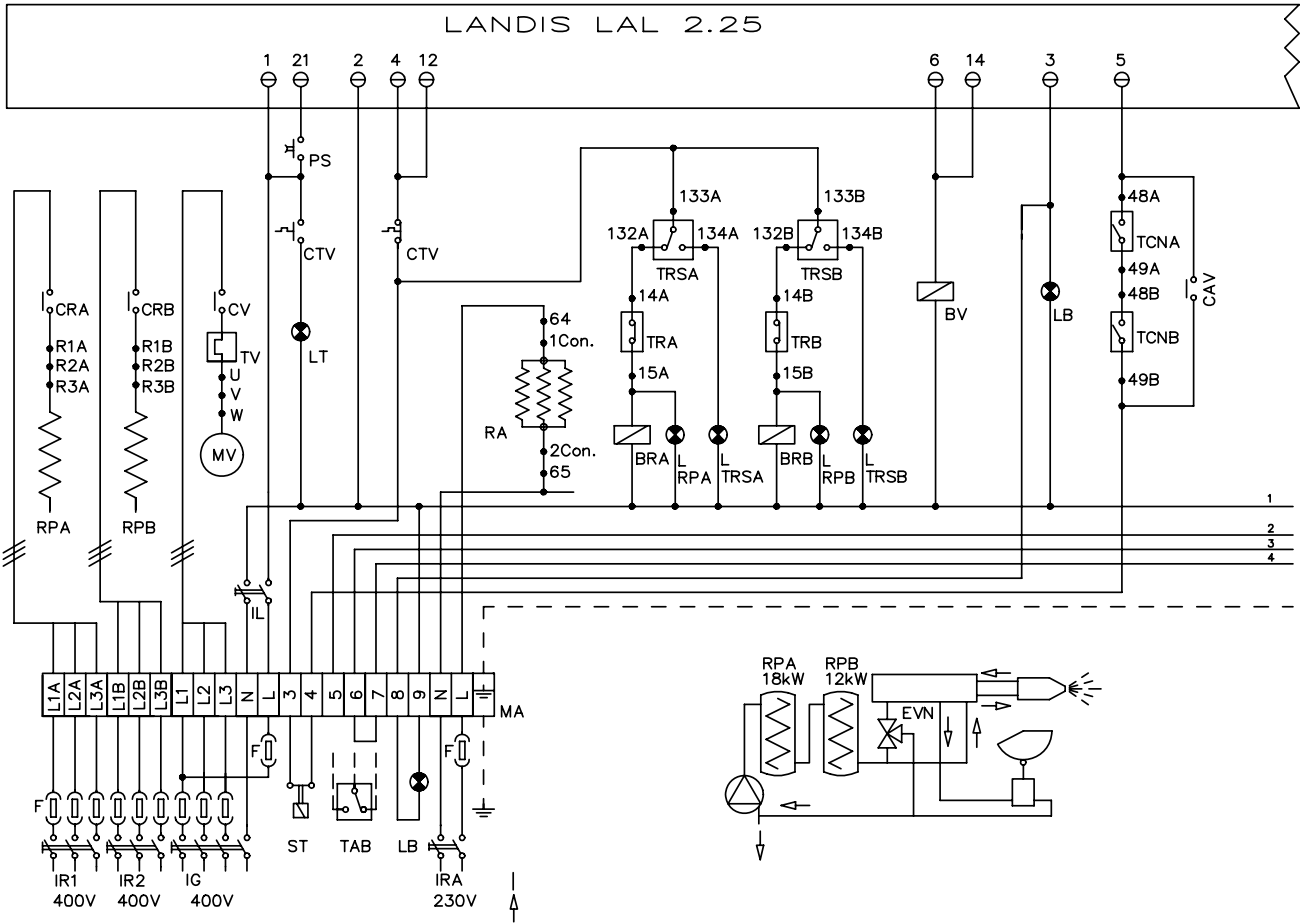 LANDIS LAL 2.25
1 21 2 4 12 6 14 3 5
PS
133A 133B 48A
132A 134A 132B 134B
CTV CTV TRSA TRSB TCNA
49A
14A 14B 48B
CRA CRB CV BV LB CAV
64
1Con.
R1A R1B TV LT TRA TRB TCNB
R2A R2B U
R3A R3B V 15A 15B 49B
W
RA
MV 2Con. BRA L BRB L
65 RPA L TRSA RPB L TRSB
RPA RPB
1
2
3
4
IL
L1A L2A L3A L1B L2B L3B L1 L2 L3 N L 3 4 5 6 7 8 9 N L MA
RPA RPB
18kW 12kW
EVN
F F
F
ST TAB LB
IR1 IR2 IG IRA
400V 400V 400V 230V